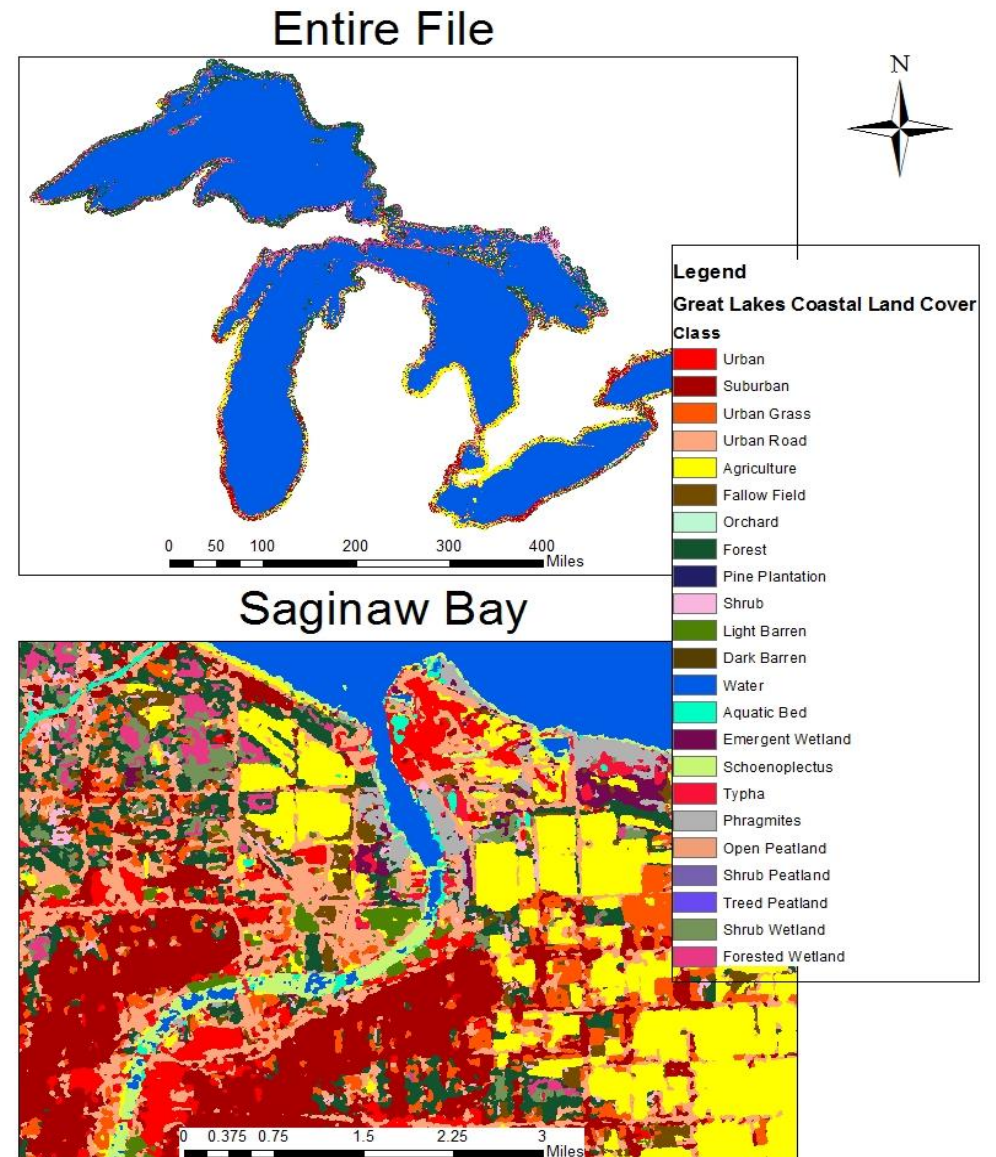 Entire File
N
0 50 100 200 300 400
Miles
Legend
Great Lakes Coastal Land Cover
Class
Urban
Suburban
Urban Grass
Urban Road
Agriculture
Fallow Field
Orchard
Forest
Pine Plantation
Shrub
Light Barren
Dark Barren
Water
Aquatic Bed
Emergent Wetland
Schoenoplectus
Typha
Phragmites
Open Peatland
Shrub Peatland
Treed Peatland
Shrub Wetland
Forested Wetland
Saginaw Bay
0 0.375 0.75 1.5 2.25 3
Miles